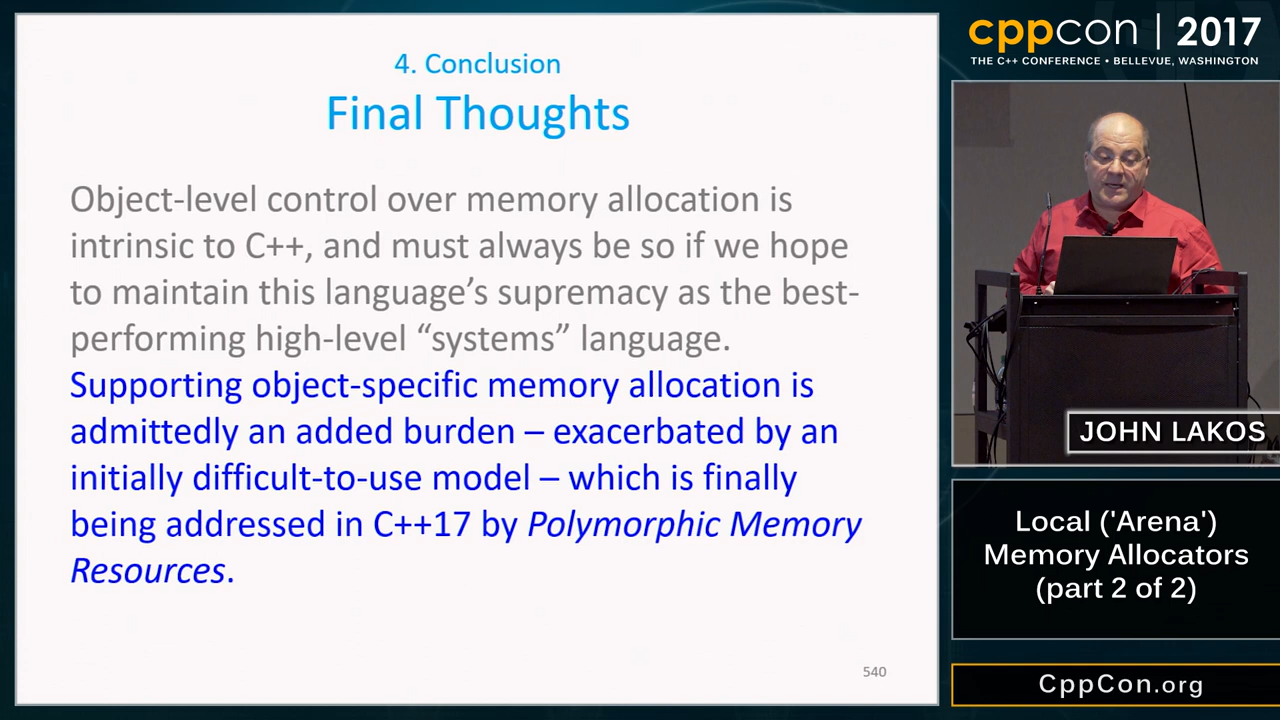 4. Conclusion
Final Thoughts
Object-level control over memory allocation is
intrinsic to C++, and must always be so if we hope
to maintain this language’s supremacy as the best-
performing high-level “systems” language.
Supporting object-specific memory allocation is
admittedly an added burden – exacerbated by an
initially difficult-to-use model – which is finally
being addressed in C++17 by Polymorphic Memory
Resources.
540
cppcon | 2017
THE C++ CONFERENCE • BELLEVUE, WASHINGTON
JOHN LAKOS
Local ('Arena')
Memory Allocators
(part 2 of 2)
CppCon.org